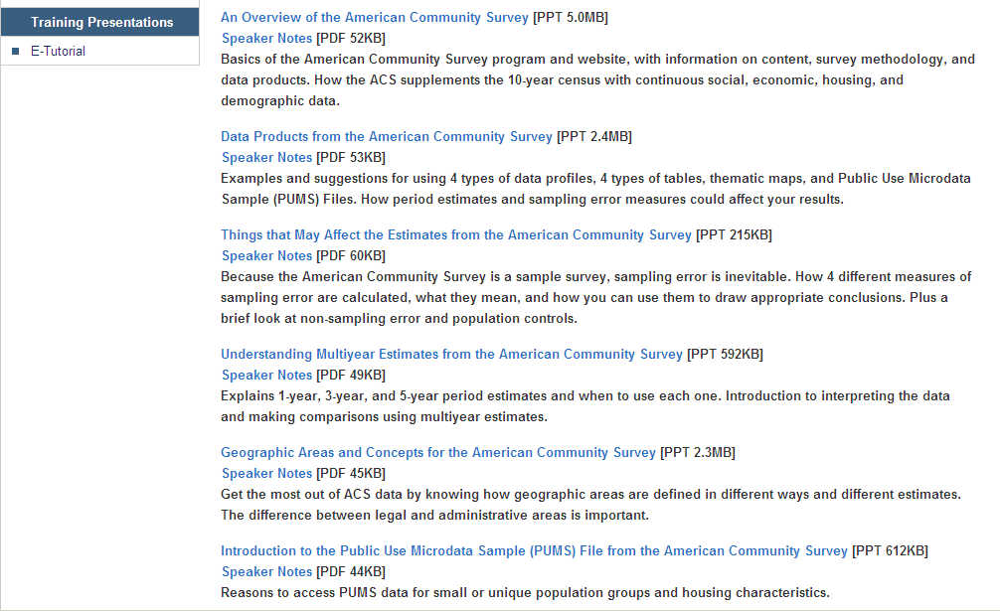 Training Presentations
E-Tutorial
An Overview of the American Community Survey [PPT 5.0MB]
Speaker Notes [PDF 52KB]
Basics of the American Community Survey program and website, with information on content, survey methodology, and
data products. How the ACS supplements the 10-year census with continuous social, economic, housing, and
demographic data.
Data Products from the American Community Survey [PPT 2.4MB]
Speaker Notes [PDF 53KB]
Examples and suggestions for using 4 types of data profiles, 4 types of tables, thematic maps, and Public Use Microdata
Sample (PUMS) Files. How period estimates and sampling error measures could affect your results.
Things that May Affect the Estimates from the American Community Survey [PPT 215KB]
Speaker Notes [PDF 60KB]
Because the American Community Survey is a sample survey, sampling error is inevitable. How 4 different measures of
sampling error are calculated, what they mean, and how you can use them to draw appropriate conclusions. Plus a
brief look at non-sampling error and population controls.
Understanding Multiyear Estimates from the American Community Survey [PPT 592KB]
Speaker Notes [PDF 49KB]
Explains 1-year, 3-year, and 5-year period estimates and when to use each one. Introduction to interpreting the data
and making comparisons using multiyear estimates.
Geographic Areas and Concepts for the American Community Survey [PPT 2.3MB]
Speaker Notes [PDF 45KB]
Get the most out of ACS data by knowing how geographic areas are defined in different ways and different estimates.
The difference between legal and administrative areas is important.
Introduction to the Public Use Microdata Sample (PUMS) File from the American Community Survey [PPT 612KB]
Speaker Notes [PDF 44KB]
Reasons to access PUMS data for small or unique population groups and housing characteristics.